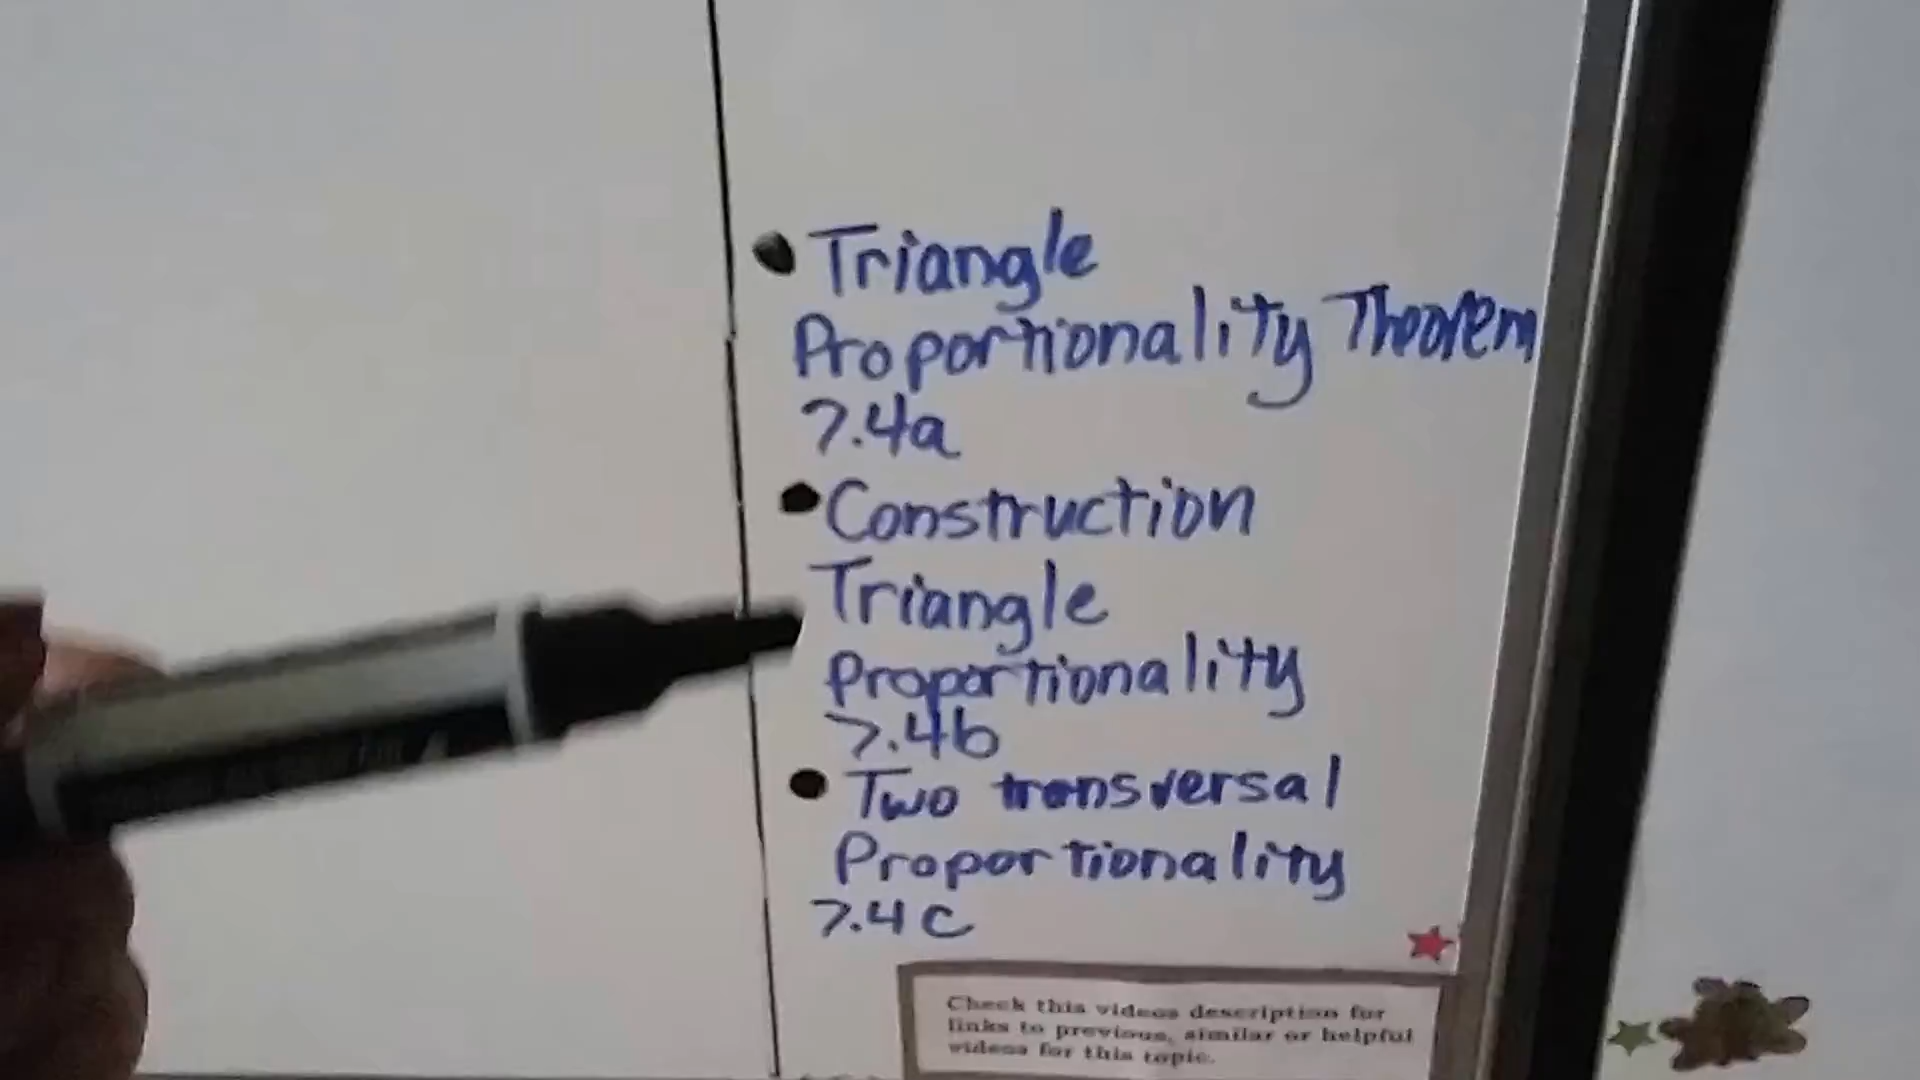 • Triangle
Proportionality Theorem
7.4a
• Construction
Triangle
Proportionality
7.4b
• Two transversal
Proportionality
7.4c
Check this videos description for
links to previous, similar or helpful
videos for this topic.